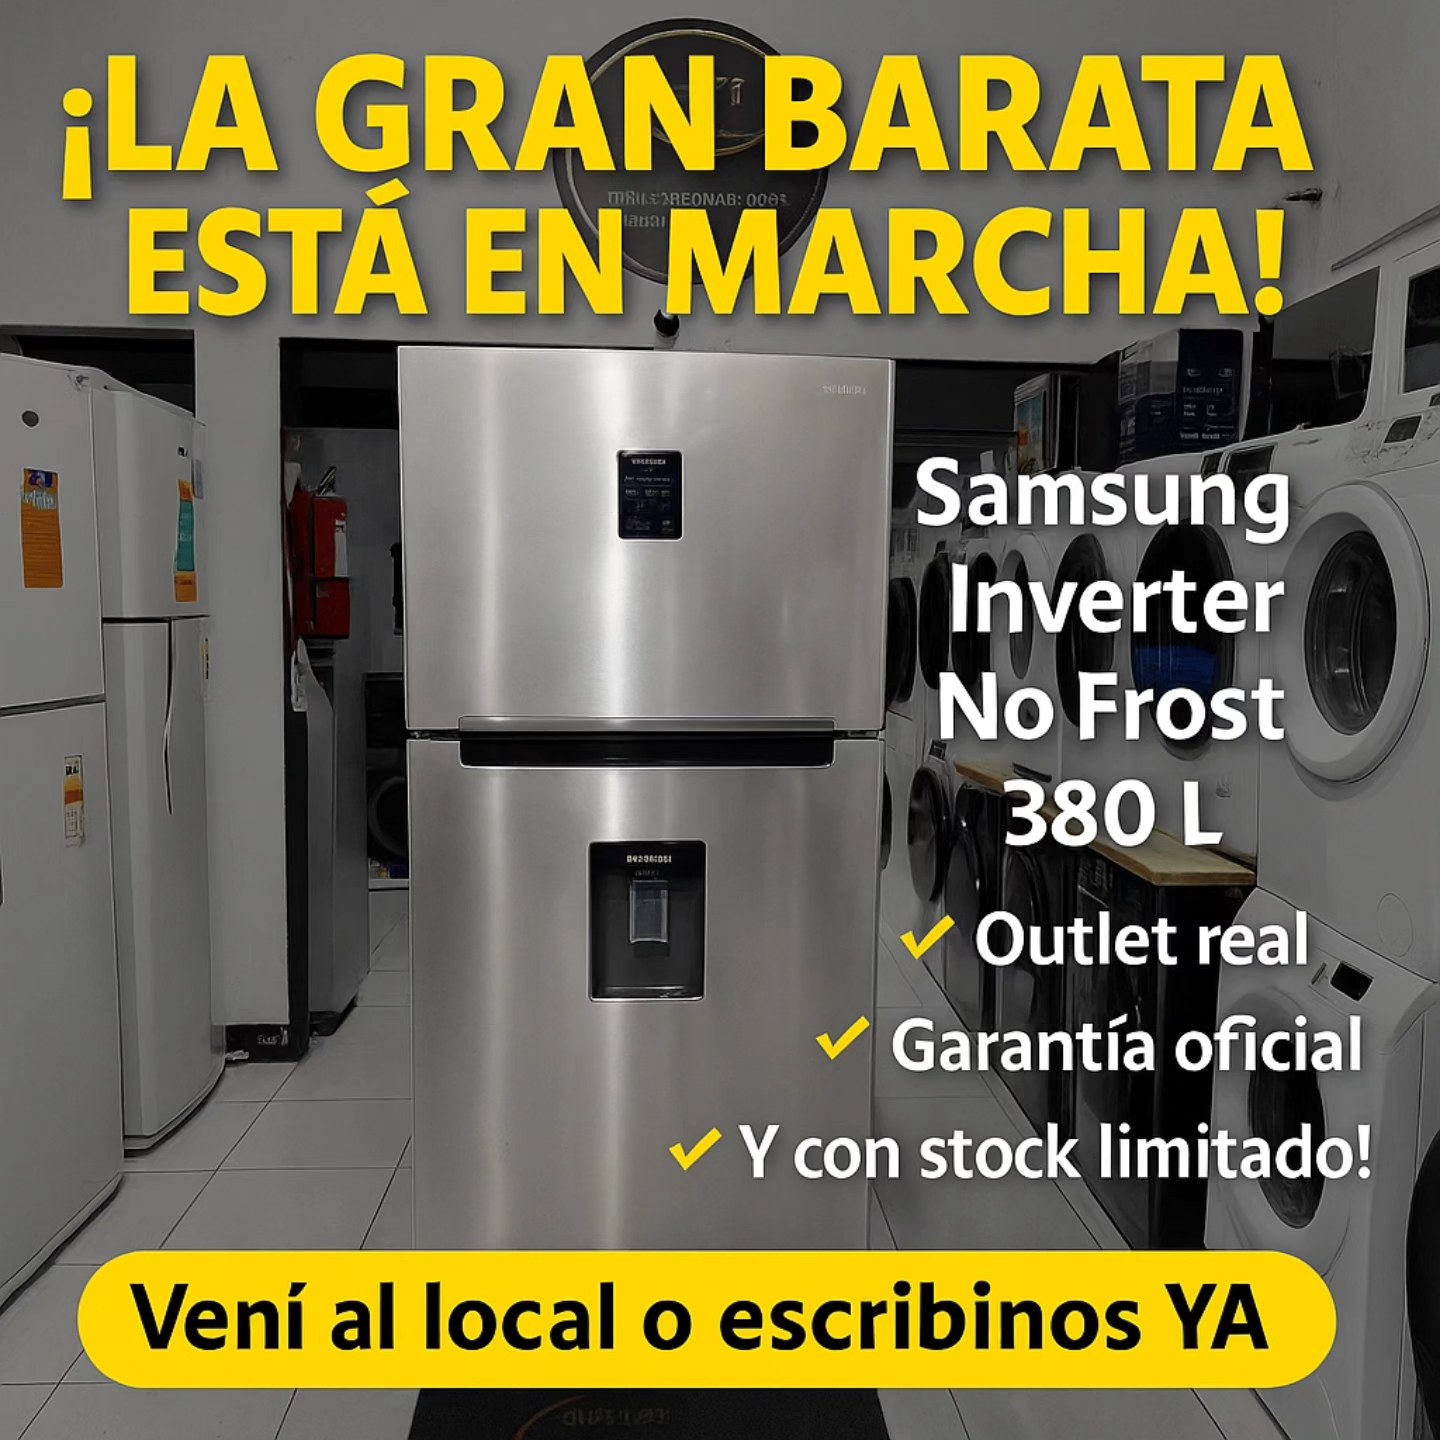 ¡LA GRAN BARATA
ESTÁ EN MARCHA!
Samsung
Inverter
No Frost
380 L
✓ Outlet real
✓ Garantía oficial
✓ Y con stock limitado!
Vení al local o escribinos YA